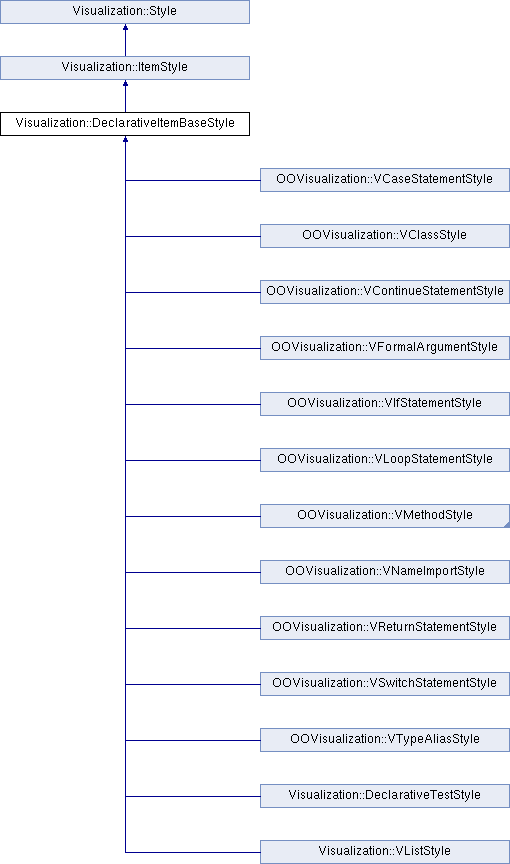 Visualization::Style
Visualization::ItemStyle
Visualization::DeclarativeItemBaseStyle
OOVisualization::VCaseStatementStyle
OOVisualization::VClassStyle
OOVisualization::VContinueStatementStyle
OOVisualization::VFormalArgumentStyle
OOVisualization::VIfStatementStyle
OOVisualization::VLoopStatementStyle
OOVisualization::VMethodStyle
OOVisualization::VNameImportStyle
OOVisualization::VReturnStatementStyle
OOVisualization::VSwitchStatementStyle
OOVisualization::VTypeAliasStyle
Visualization::DeclarativeTestStyle
Visualization::VListStyle